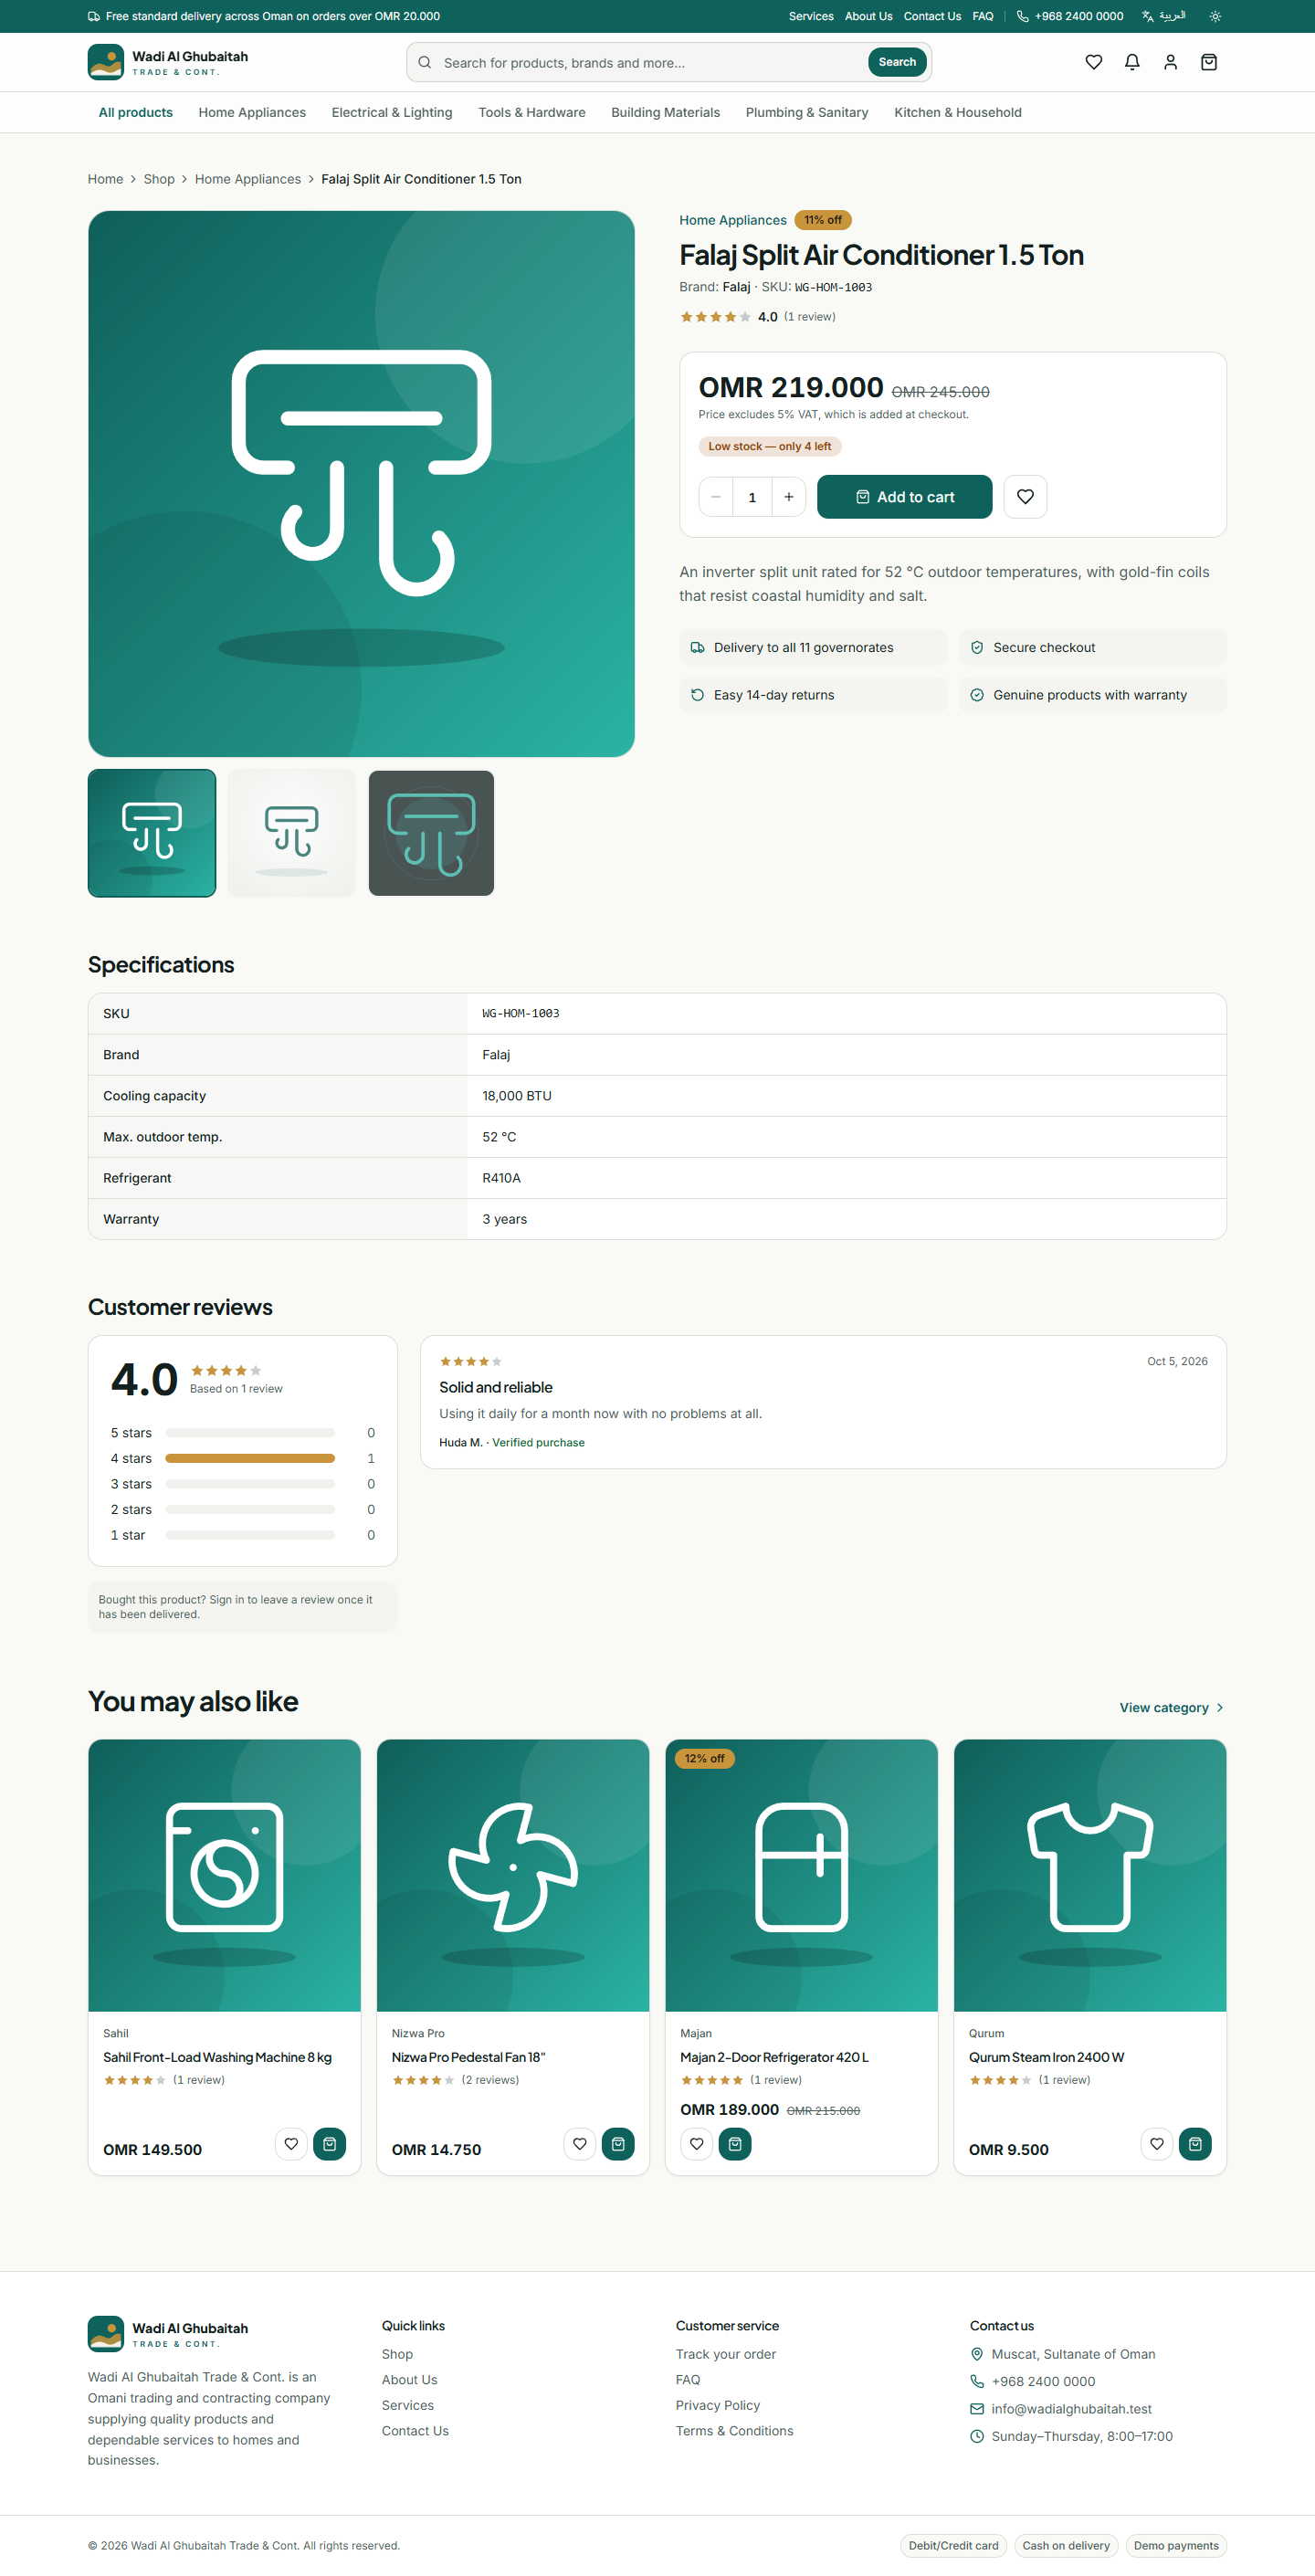 Free standard delivery across Oman on orders over OMR 20.000
Services About Us Contact Us FAQ +968 2400 0000 العربية
Wadi Al Ghubaitah
TRADE & CONT.
Search for products, brands and more...
Search
All products Home Appliances Electrical & Lighting Tools & Hardware Building Materials Plumbing & Sanitary Kitchen & Household
Home Shop Home Appliances Falaj Split Air Conditioner 1.5 Ton
Home Appliances 11% off
Falaj Split Air Conditioner 1.5 Ton
Brand: Falaj · SKU: WG-HOM-1003
4.0 (1 review)
OMR 219.000 OMR 245.000
Price excludes 5% VAT, which is added at checkout.
Low stock — only 4 left
1
Add to cart
An inverter split unit rated for 52 °C outdoor temperatures, with gold-fin coils
that resist coastal humidity and salt.
Delivery to all 11 governorates
Secure checkout
Easy 14-day returns
Genuine products with warranty
Specifications
SKU WG-HOM-1003
Brand Falaj
Cooling capacity 18,000 BTU
Max. outdoor temp. 52 °C
Refrigerant R410A
Warranty 3 years
Customer reviews
4.0
Based on 1 review
5 stars 0
4 stars 1
3 stars 0
2 stars 0
1 star 0
Bought this product? Sign in to leave a review once it
has been delivered.
Oct 5, 2026
Solid and reliable
Using it daily for a month now with no problems at all.
Huda M. · Verified purchase
You may also like
View category
Sahil
Sahil Front-Load Washing Machine 8 kg
(1 review)
OMR 149.500
Nizwa Pro
Nizwa Pro Pedestal Fan 18"
(2 reviews)
OMR 14.750
12% off
Majan
Majan 2-Door Refrigerator 420 L
(1 review)
OMR 189.000 OMR 215.000
Qurum
Qurum Steam Iron 2400 W
(1 review)
OMR 9.500
Wadi Al Ghubaitah
TRADE & CONT.
Wadi Al Ghubaitah Trade & Cont. is an
Omani trading and contracting company
supplying quality products and
dependable services to homes and
businesses.
Quick links
Shop
About Us
Services
Contact Us
Customer service
Track your order
FAQ
Privacy Policy
Terms & Conditions
Contact us
Muscat, Sultanate of Oman
+968 2400 0000
info@wadialghubaitah.test
Sunday–Thursday, 8:00–17:00
© 2026 Wadi Al Ghubaitah Trade & Cont. All rights reserved.
Debit/Credit card
Cash on delivery
Demo payments